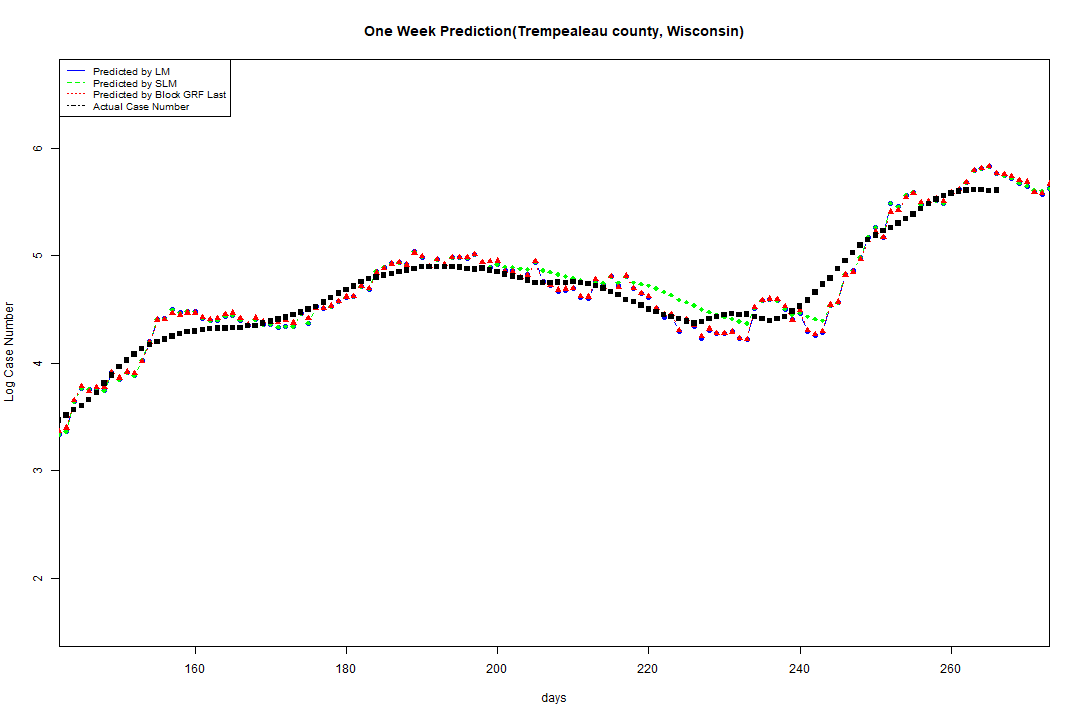 One Week Prediction(Trempealeau county, Wisconsin)
Predicted by LM
Predicted by SLM
Predicted by Block GRF Last
Actual Case Number
6
5
4
3
2
Log Case Number
160 180 200 220 240 260
days